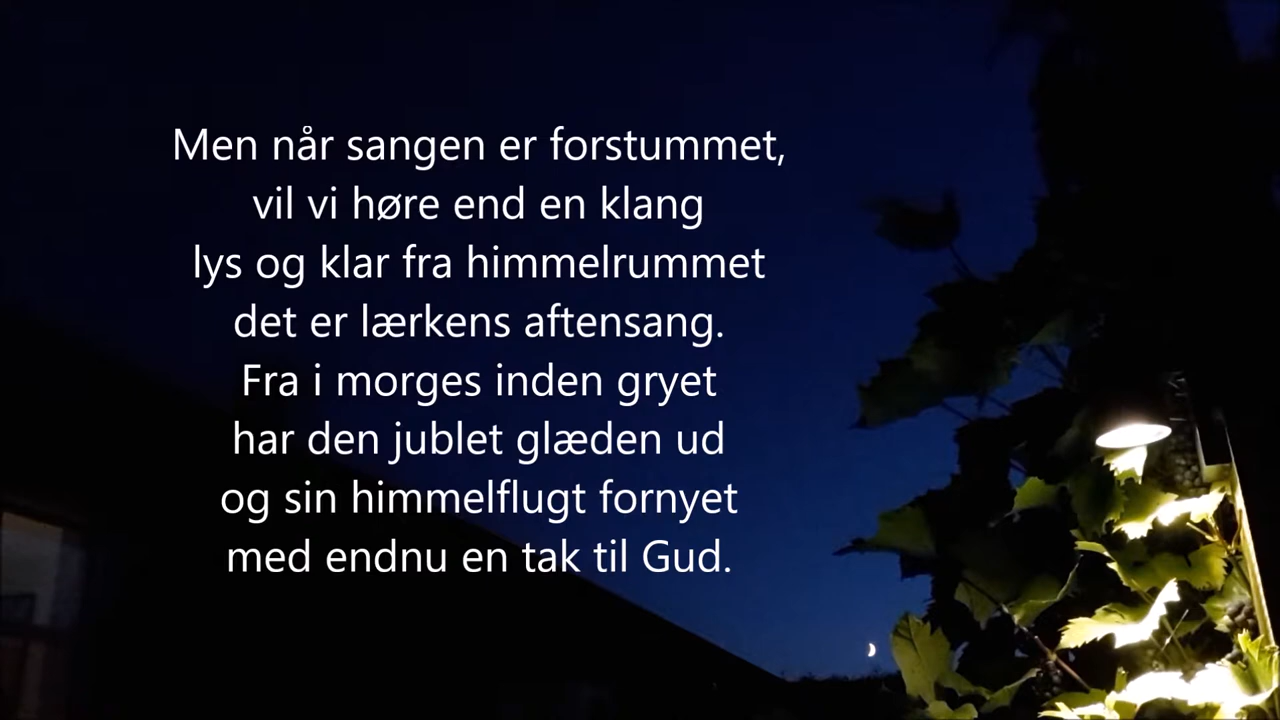 Men når sangen er forstummet,
vil vi høre end en klang
lys og klar fra himmelrummet
det er lærkens aftensang.
Fra i morges inden gryet
har den jublet glæden ud
og sin himmelflugt fornyet
med endnu en tak til Gud.